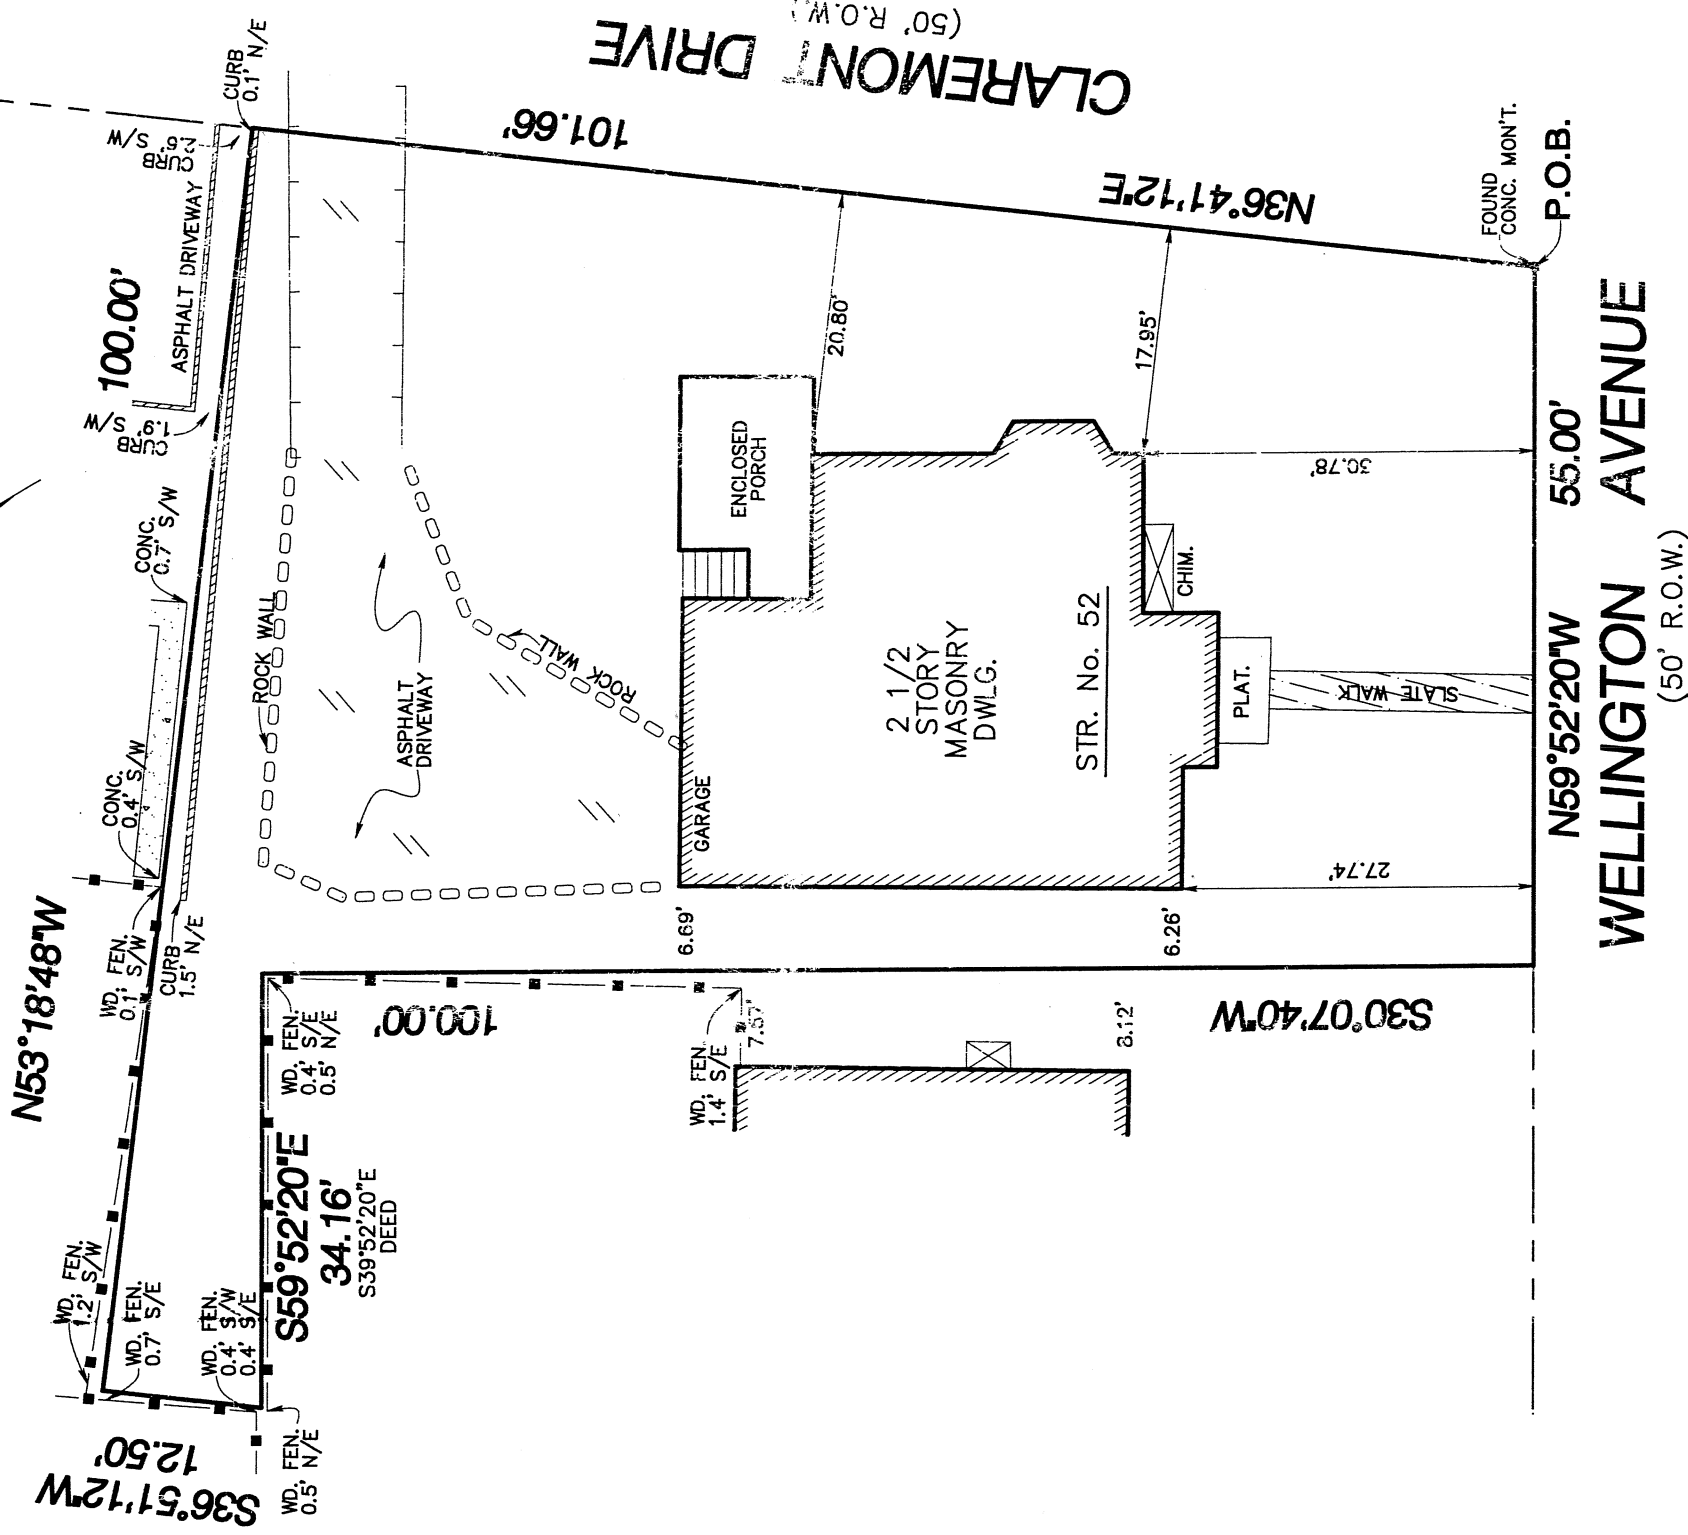 CLAREMONT DRIVE
(50' R.O.W.)
CURB
0.1' N/E
CURB
2.6' S/W
ASPHALT DRIVEWAY
100.00'
CURB
1.9' S/W
101.66'
N36°41'12"E
FOUND
CONC. MON'T.
P.O.B.
CONC.
0.7' S/W
CONC.
0.4' S/W
ROCK WALL
ROCK WALL
ASPHALT
DRIVEWAY
ENCLOSED
PORCH
20.80'
17.95'
30.78'
2 1/2
STORY
MASONRY
DWLG.
STR. No. 52
CHIM.
PLAT.
SLATE WALK
GARAGE
27.74'
6.69'
6.26'
N59°52'20"W 55.00'
WELLINGTON AVENUE
(50' R.O.W.)
N53°18'48"W
WD. FEN.
0.1' S/W
CURB
1.5' N/E
WD. FEN.
0.4' S/E
0.5' N/E
100.00'
S30°07'40"W
WD. FEN.
1.4' S/E
7.57'
8.12'
S59°52'20"E
34.16'
S39°52'20"E
DEED
WD. FEN.
1.2' S/W
WD. FEN.
0.7' S/E
WD. FEN.
0.4' S/W
0.4' S/E
WD. FEN.
0.5' N/E
12.50'
S36°51'12"W